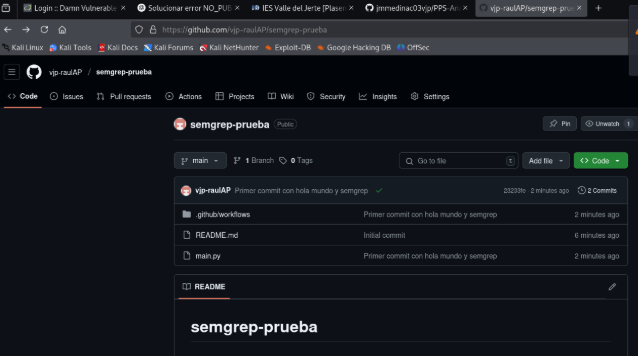 Login :: Damn Vulnerable
Solucionar error NO_PUB
IES Valle del Jerte [Plasen
jmmedinac03vjp/PPS-An
vjp-raulAP/semgrep-prue
https://github.com/vjp-raulAP/semgrep-prueba
Kali Linux Kali Tools Kali Docs Kali Forums Kali NetHunter Exploit-DB Google Hacking DB OffSec
vjp-raulAP / semgrep-prueba
Code Issues Pull requests Actions Projects Wiki Security Insights Settings
semgrep-prueba Public Pin Unwatch 1
main 1 Branch 0 Tags Go to file t Add file Code
vjp-raulAP Primer commit con hola mundo y semgrep 23293fe · 2 minutes ago 2 Commits
.github/workflows Primer commit con hola mundo y semgrep 2 minutes ago
README.md Initial commit 6 minutes ago
main.py Primer commit con hola mundo y semgrep 2 minutes ago
README
semgrep-prueba